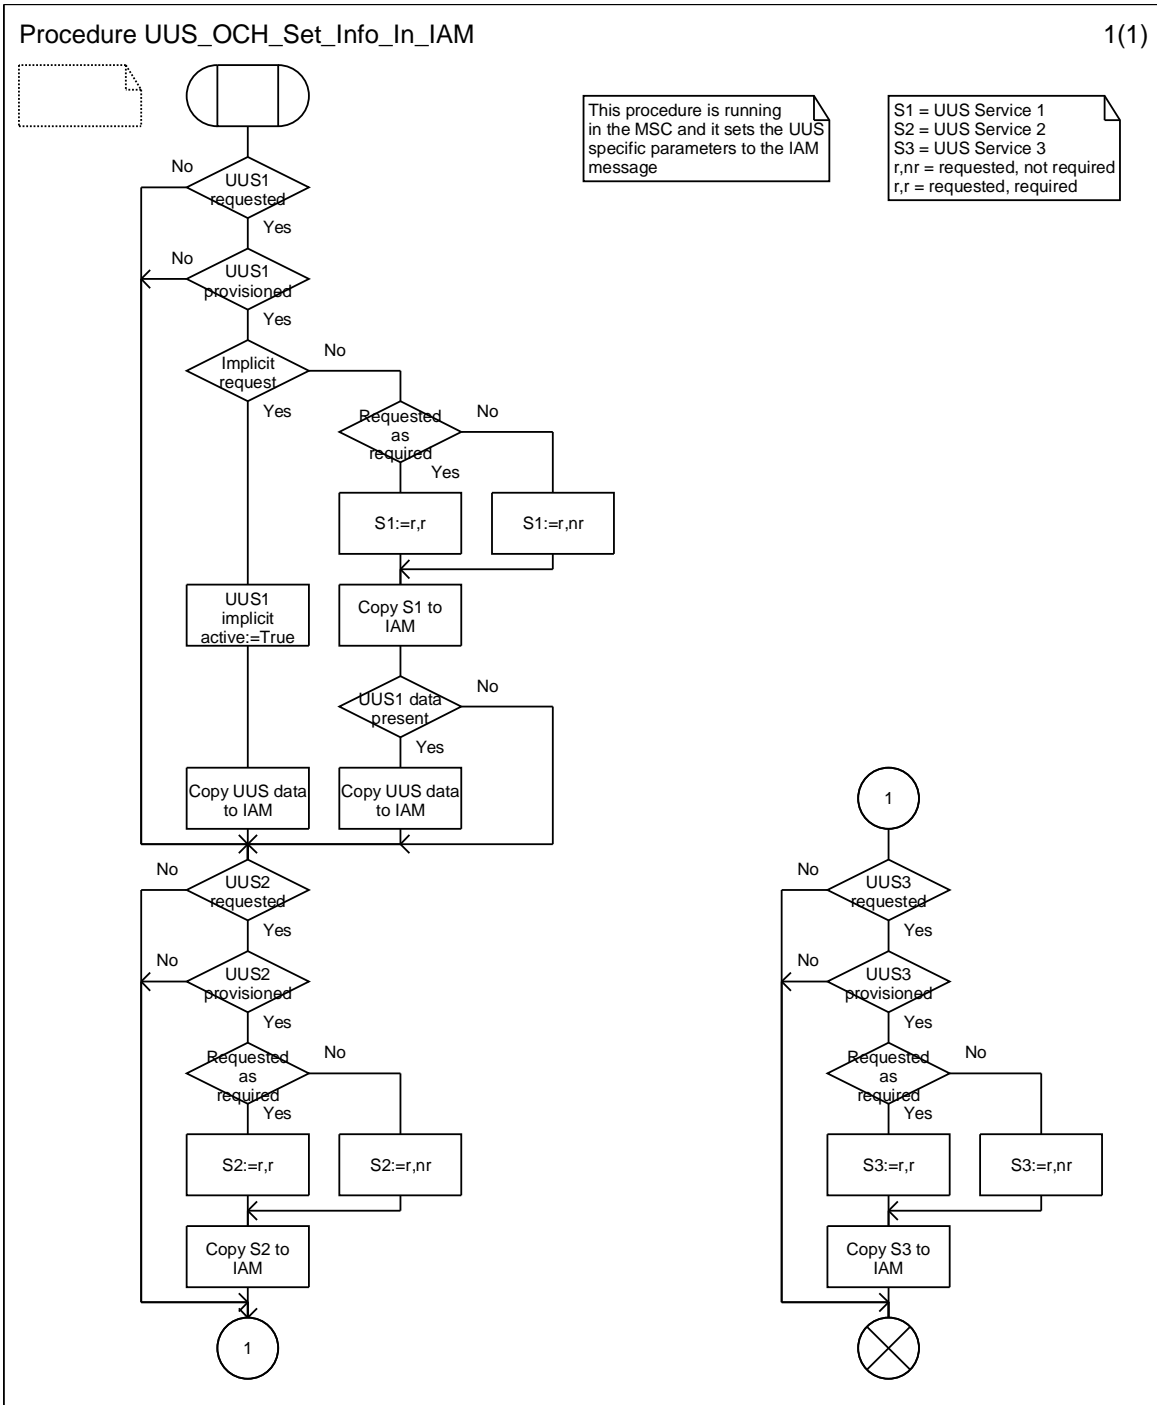 Procedure UUS_OCH_Set_Info_In_IAM
1(1)
This procedure is running
in the MSC and it sets the UUS
specific parameters to the IAM
message
S1 = UUS Service 1
S2 = UUS Service 2
S3 = UUS Service 3
r,nr = requested, not required
r,r = requested, required
No
UUS1
requested
Yes
No
UUS1
provisioned
Yes
Implicit
request
No
Yes
Requested
as
required
No
Yes
S1:=r,r
S1:=r,nr
UUS1
implicit
active:=True
Copy S1 to
IAM
UUS1 data
present
No
Yes
Copy UUS data
to IAM
Copy UUS data
to IAM
No
UUS2
requested
Yes
No
UUS2
provisioned
Yes
Requested
as
required
No
Yes
S2:=r,r
S2:=r,nr
Copy S2 to
IAM
1
1
No
UUS3
requested
Yes
No
UUS3
provisioned
Yes
Requested
as
required
No
Yes
S3:=r,r
S3:=r,nr
Copy S3 to
IAM